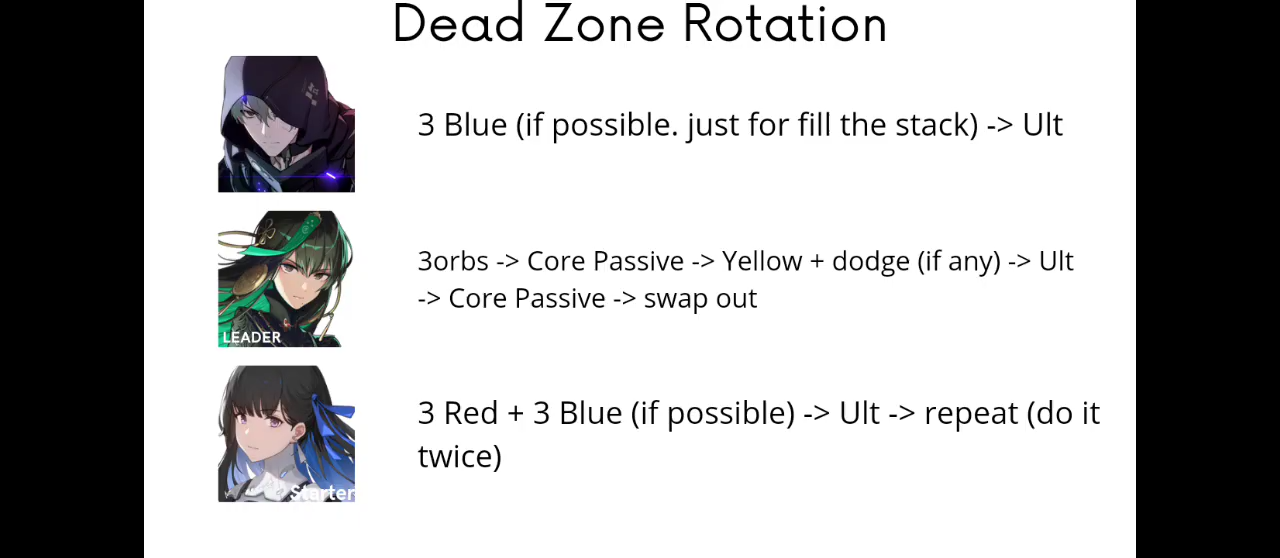 Dead Zone Rotation
3 Blue (if possible. just for fill the stack) -> Ult
3orbs -> Core Passive -> Yellow + dodge (if any) -> Ult
-> Core Passive -> swap out
LEADER
3 Red + 3 Blue (if possible) -> Ult -> repeat (do it
twice)
Starter